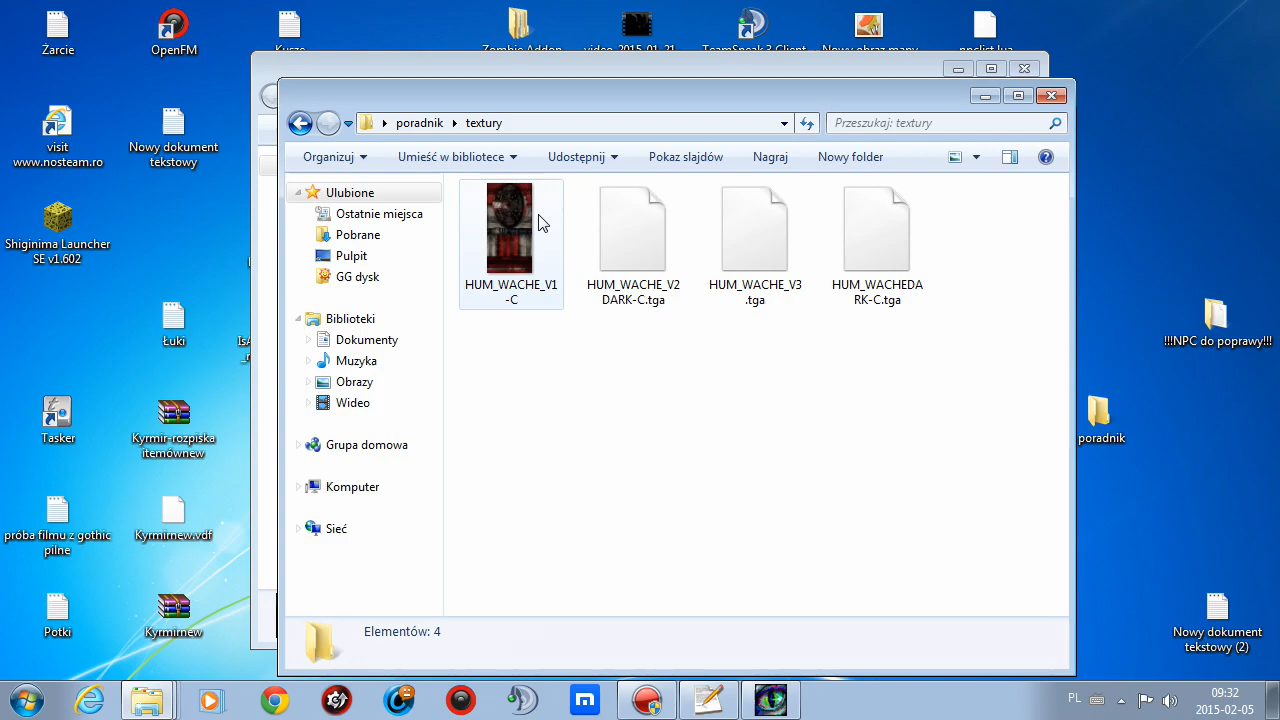 Żarcie
OpenFM
Kusze
Zombie Addon
video_2015-01-21
TeamSpeak 3 Client
Nowy obraz mapy
npclist.lua
visit
www.nosteam.ro
Nowy dokument
tekstowy
Shiginima Launcher
SE v1.602
Łuki
Tasker
Kyrmir-rozpiska
itemównew
próba filmu z gothic
pilne
Kyrmirnew.vdf
Potki
Kyrmirnew
poradnik
textury
Przeszukaj: textury
Organizuj
Umieść w bibliotece
Udostępnij
Pokaz slajdów
Nagraj
Nowy folder
Ulubione
Ostatnie miejsca
Pobrane
Pulpit
GG dysk
Biblioteki
Dokumenty
Muzyka
Obrazy
Wideo
Grupa domowa
Komputer
Sieć
HUM_WACHE_V1
-C
HUM_WACHE_V2
DARK-C.tga
HUM_WACHE_V3
.tga
HUM_WACHEDA
RK-C.tga
Elementów: 4
!!!NPC do poprawy!!!
poradnik
Nowy dokument
tekstowy (2)
PL
09:32
2015-02-05